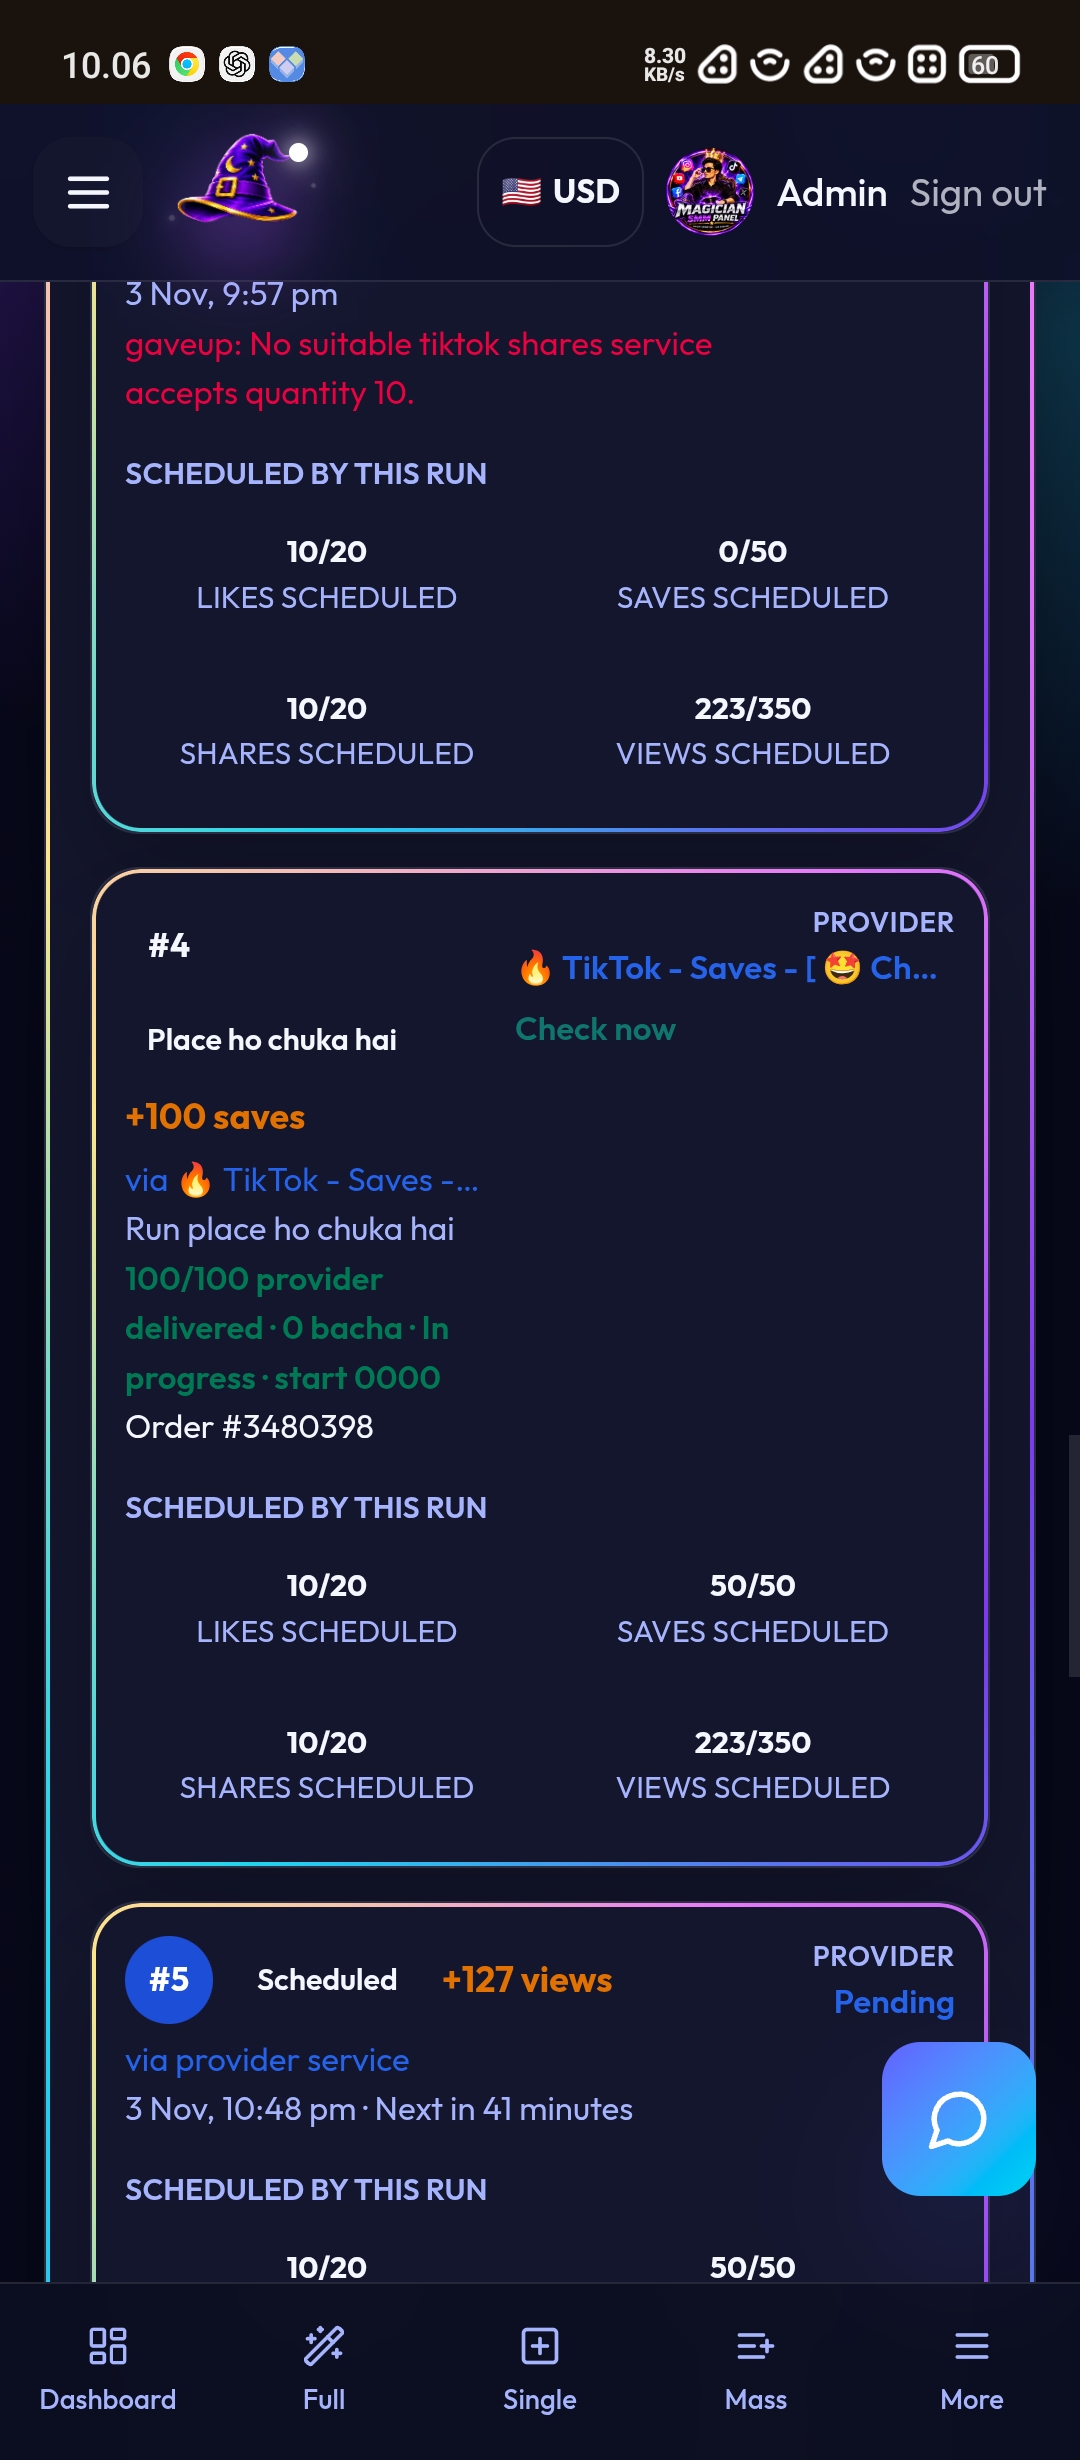 10.06
8.30
KB/s
60
USD
MAGICIAN
SMM PANEL
Admin
Sign out
3 Nov, 9:57 pm
gaveup: No suitable tiktok shares service
accepts quantity 10.
SCHEDULED BY THIS RUN
10/20
0/50
LIKES SCHEDULED
SAVES SCHEDULED
10/20
223/350
SHARES SCHEDULED
VIEWS SCHEDULED
#4
PROVIDER
🔥 TikTok - Saves - [ 🤩 Ch...
Place ho chuka hai
Check now
+100 saves
via 🔥 TikTok - Saves -...
Run place ho chuka hai
100/100 provider
delivered · 0 bacha · In
progress · start 0000
Order #3480398
SCHEDULED BY THIS RUN
10/20
50/50
LIKES SCHEDULED
SAVES SCHEDULED
10/20
223/350
SHARES SCHEDULED
VIEWS SCHEDULED
#5
Scheduled
+127 views
PROVIDER
Pending
via provider service
3 Nov, 10:48 pm · Next in 41 minutes
SCHEDULED BY THIS RUN
10/20
50/50
Dashboard
Full
Single
Mass
More